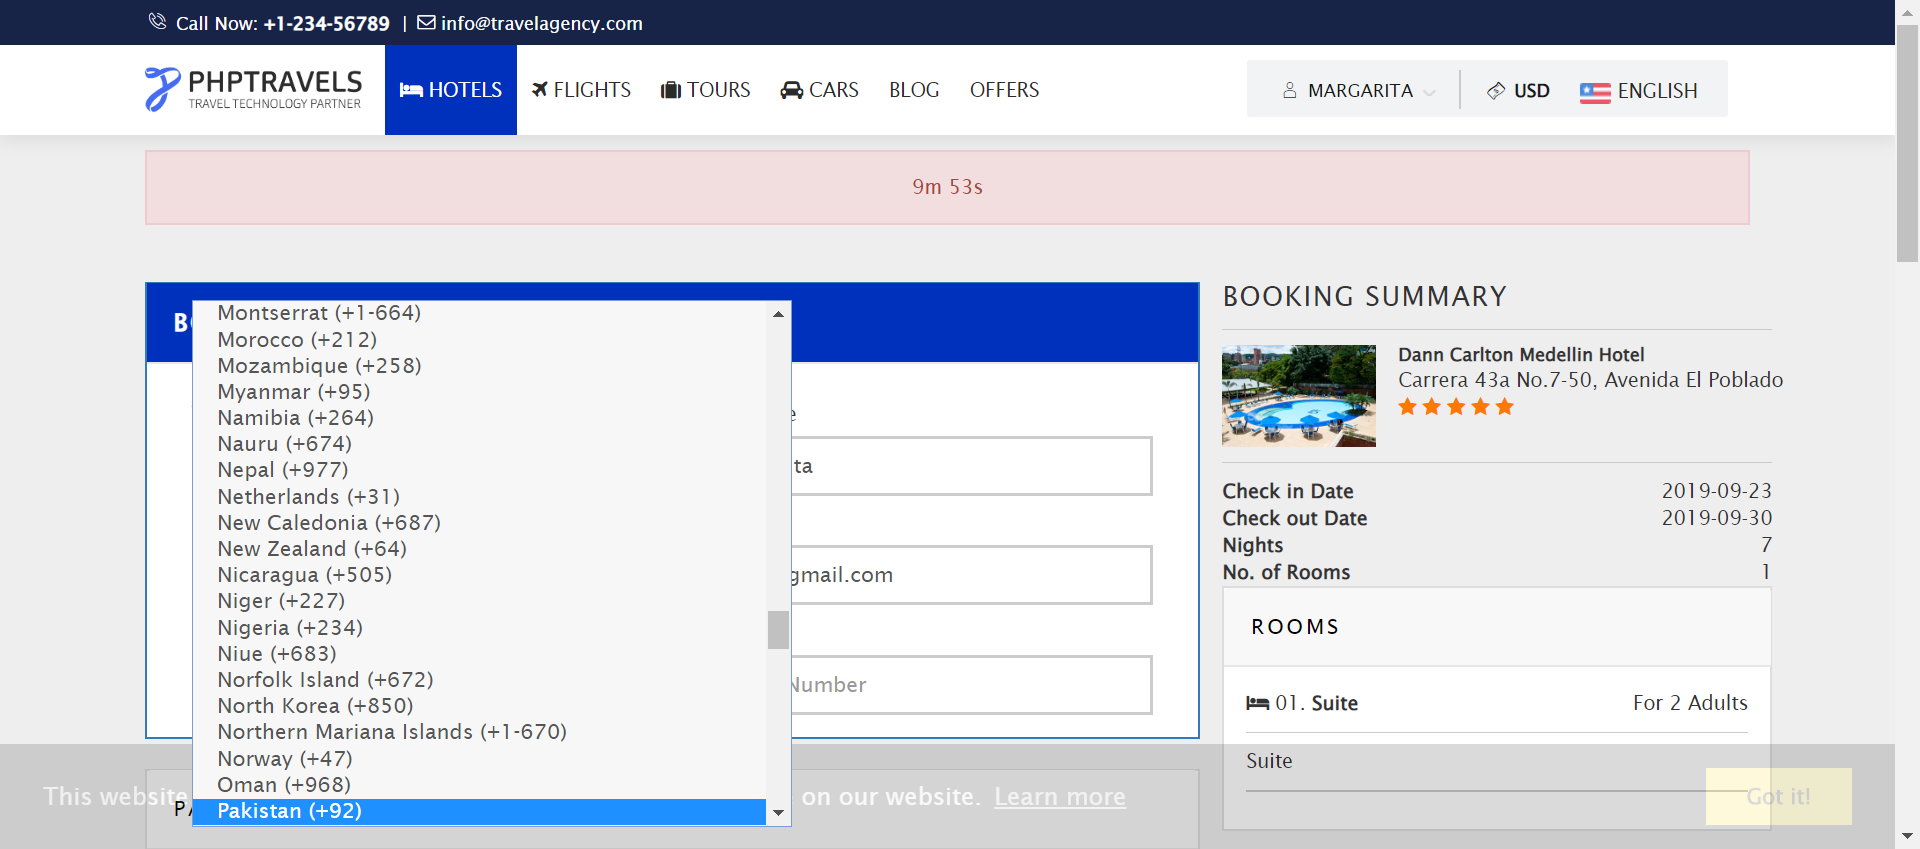 Call Now: +1-234-56789 | info@travelagency.com
PHPTRAVELS
TRAVEL TECHNOLOGY PARTNER
HOTELS FLIGHTS TOURS CARS BLOG OFFERS
MARGARITA USD ENGLISH
9m 53s
Montserrat (+1-664)
Morocco (+212)
Mozambique (+258)
Myanmar (+95)
Namibia (+264)
Nauru (+674)
Nepal (+977)
Netherlands (+31)
New Caledonia (+687)
New Zealand (+64)
Nicaragua (+505)
Niger (+227)
Nigeria (+234)
Niue (+683)
Norfolk Island (+672)
North Korea (+850)
Northern Mariana Islands (+1-670)
Norway (+47)
Oman (+968)
Pakistan (+92)
ta
gmail.com
Number
BOOKING SUMMARY
Dann Carlton Medellin Hotel
Carrera 43a No.7-50, Avenida El Poblado
Check in Date 2019-09-23
Check out Date 2019-09-30
Nights 7
No. of Rooms 1
ROOMS
01. Suite For 2 Adults
Suite
This website on our website. Learn more
Got it!